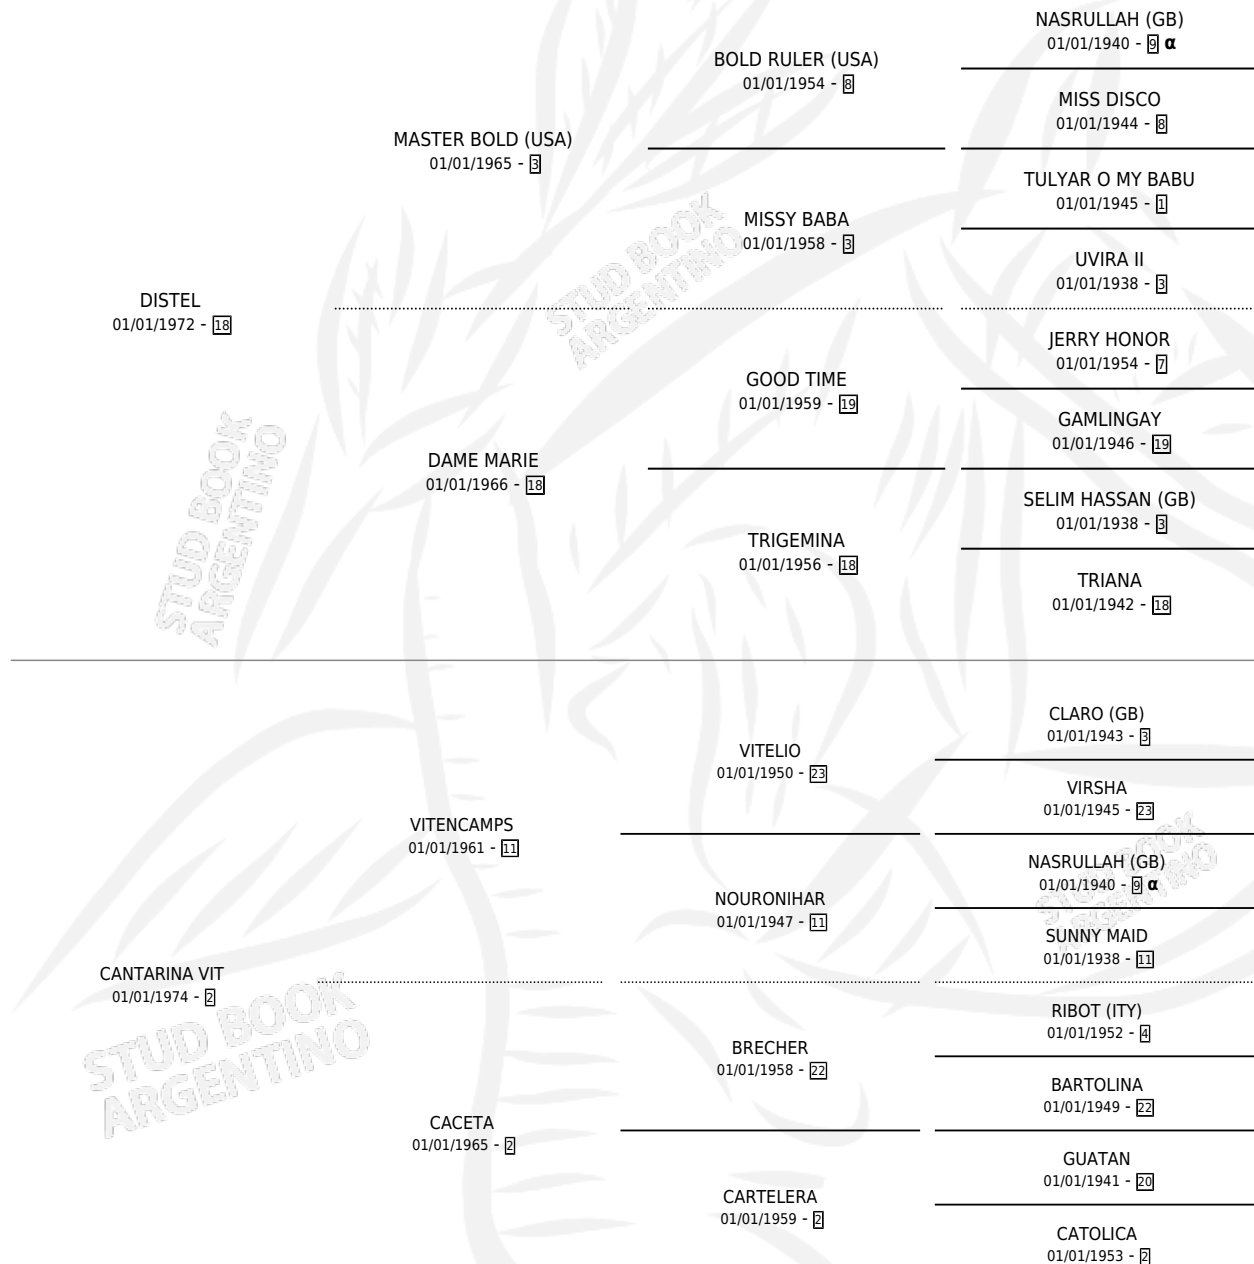 NASRULLAH (GB)
01/01/1940 - 9 α
BOLD RULER (USA)
01/01/1954 - 8
MISS DISCO
01/01/1944 - 8
MASTER BOLD (USA)
01/01/1965 - 3
TULYAR O MY BABU
01/01/1945 - 1
MISSY BABA
01/01/1958 - 3
UVIRA II
01/01/1938 - 3
DISTEL
01/01/1972 - 18
JERRY HONOR
01/01/1954 - 7
GOOD TIME
01/01/1959 - 19
GAMLINGAY
01/01/1946 - 19
DAME MARIE
01/01/1966 - 18
SELIM HASSAN (GB)
01/01/1938 - 3
TRIGEMINA
01/01/1956 - 18
TRIANA
01/01/1942 - 18
STUD BOOK
ARGENTINO
STUD BOOK
ARGENTINO
CLARO (GB)
01/01/1943 - 3
VITELIO
01/01/1950 - 23
VIRSHA
01/01/1945 - 23
VITENCAMPS
01/01/1961 - 11
NASRULLAH (GB)
01/01/1940 - 9 α
NOURONIHAR
01/01/1947 - 11
SUNNY MAID
01/01/1938 - 11
CANTARINA VIT
01/01/1974 - 2
RIBOT (ITY)
01/01/1952 - 4
BRECHER
01/01/1958 - 22
BARTOLINA
01/01/1949 - 22
CACETA
01/01/1965 - 2
GUATAN
01/01/1941 - 20
CARTELERA
01/01/1959 - 2
CATOLICA
01/01/1953 - 2
STUD BOOK
ARGENTINO
STUD BOOK
ARGENTINO